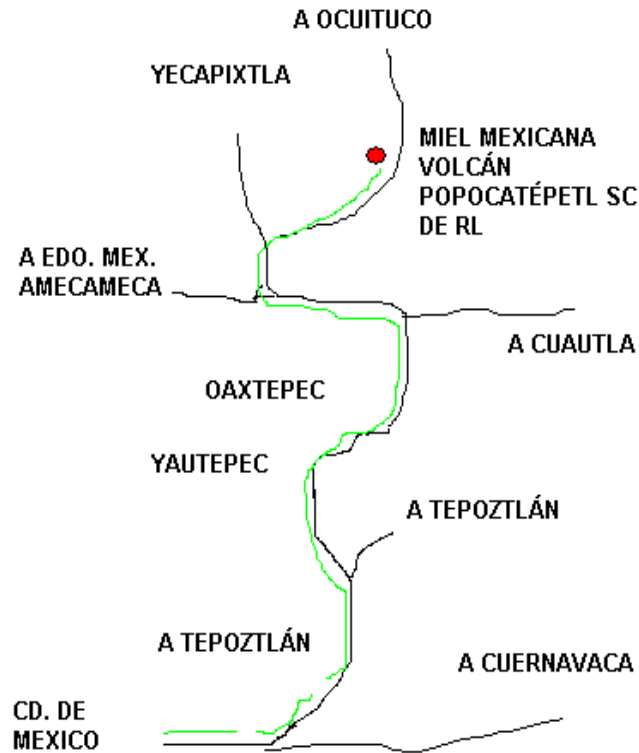 A OCUITUCO
YECAPIXTLA
MIEL MEXICANA
VOLCÁN
POPOCATÉPETL SC
DE RL
A EDO. MEX.
AMECAMECA
A CUAUTLA
OAXTEPEC
YAUTEPEC
A TEPOZTLÁN
A TEPOZTLÁN
A CUERNAVACA
CD. DE
MEXICO